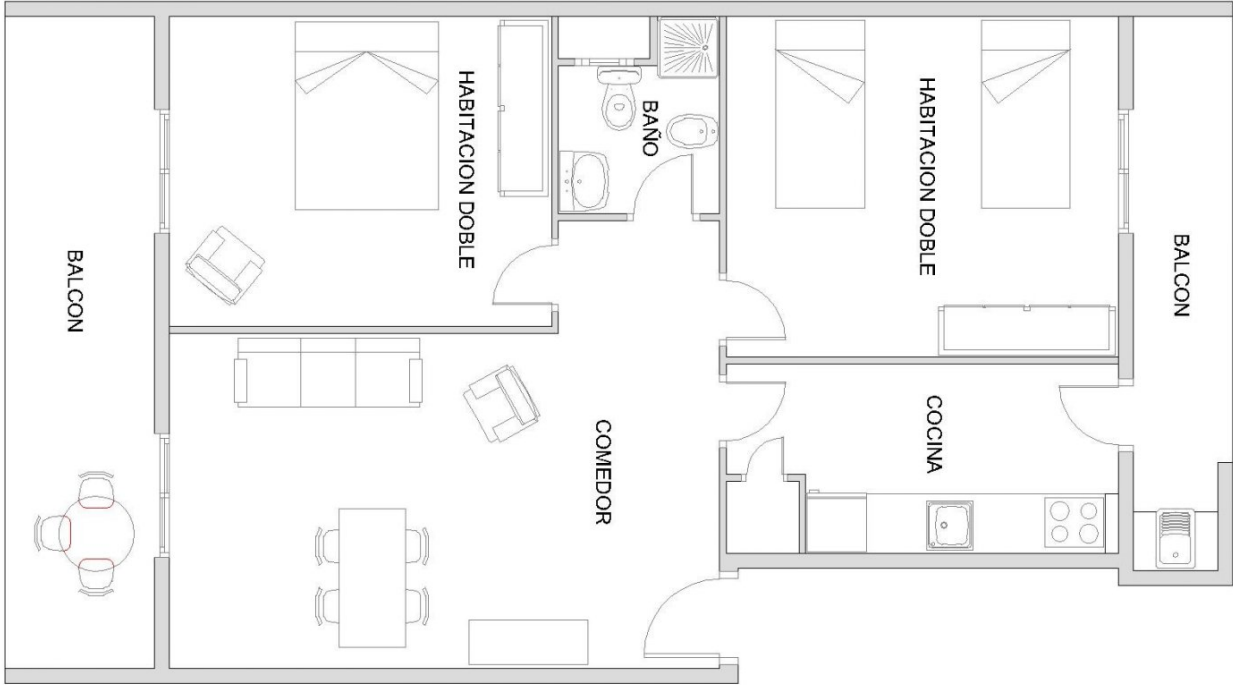 BALCON
HABITACION DOBLE
BAÑO
HABITACION DOBLE
BALCON
COMEDOR
COCINA